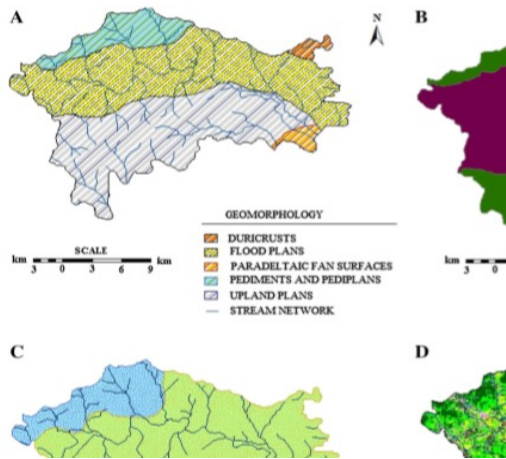 A
N
B
GEOMORPHOLOGY
DURICRUSTS
FLOOD PLANS
PARADELTAIC FAN SURFACES
PEDIMENTS AND PEDIPLANS
UPLAND PLANS
STREAM NETWORK
SCALE
km 3 0 3 6 9 km
km
3 0
C
D